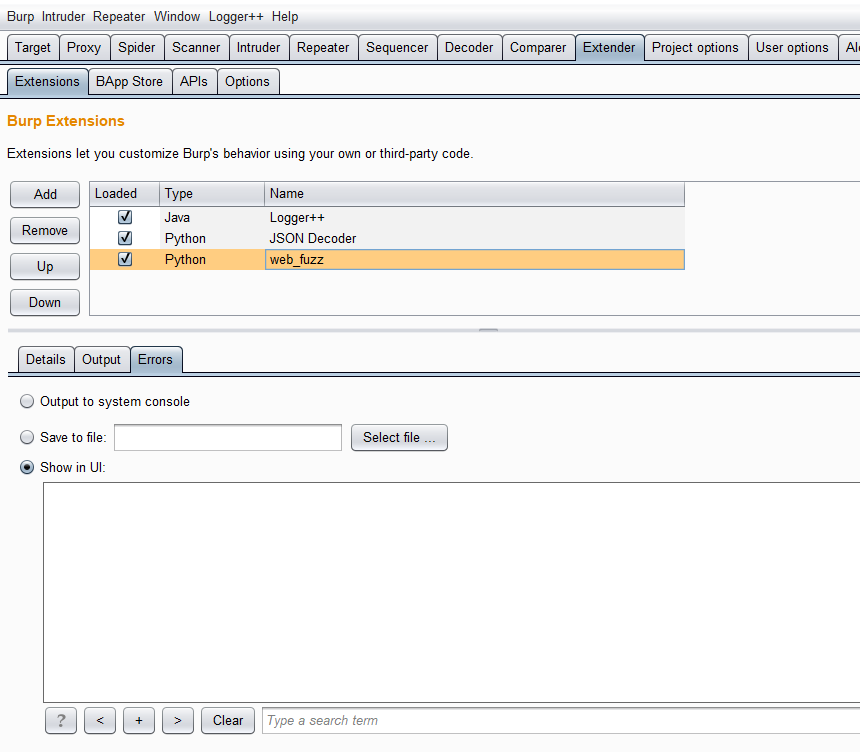 Burp Intruder Repeater Window Logger++ Help
Target Proxy Spider Scanner Intruder Repeater Sequencer Decoder Comparer Extender Project options User options
Extensions BApp Store APIs Options
Burp Extensions
Extensions let you customize Burp's behavior using your own or third-party code.
Add Loaded Type Name
Java Logger++
Remove Python JSON Decoder
Up Python web_fuzz
Down
Details Output Errors
Output to system console
Save to file: Select file ...
Show in UI:
? < + > Clear Type a search term